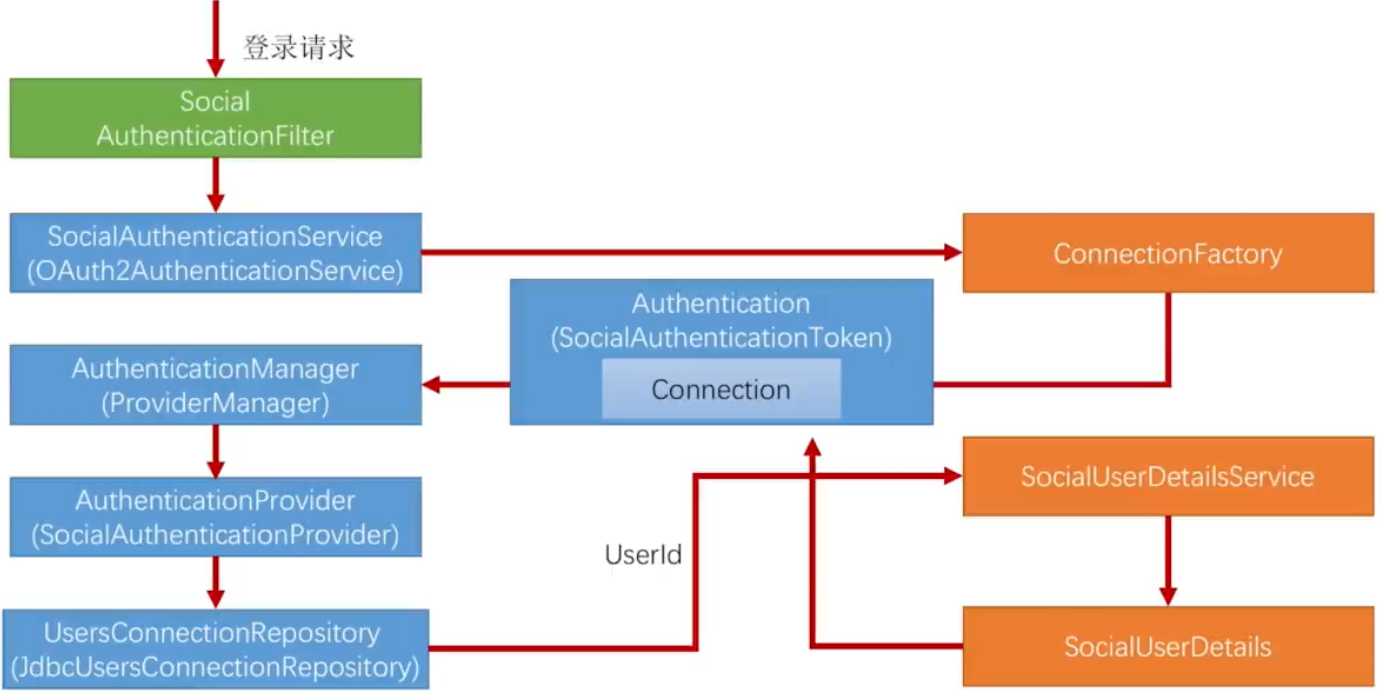 登录请求
Social
AuthenticationFilter
SocialAuthenticationService
(OAuth2AuthenticationService)
ConnectionFactory
Authentication
(SocialAuthenticationToken)
Connection
AuthenticationManager
(ProviderManager)
AuthenticationProvider
(SocialAuthenticationProvider)
SocialUserDetailsService
UserId
UsersConnectionRepository
(JdbcUsersConnectionRepository)
SocialUserDetails